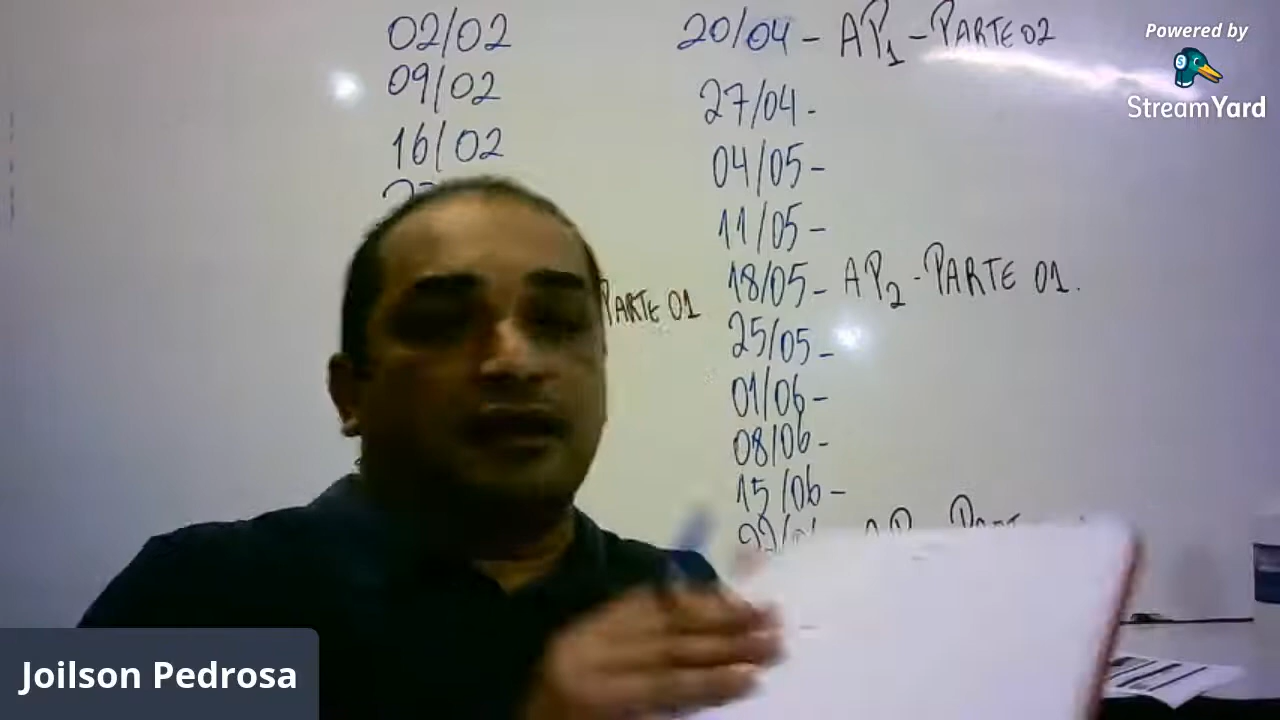 02/02
09/02
16/02
PARTE 01
20/04 - AP1 - PARTE 02
27/04 -
04/05 -
11/05 -
18/05 - AP2 - PARTE 01.
25/05 -
01/06 -
08/06 -
15/06 -
Powered by
StreamYard
Joilson Pedrosa